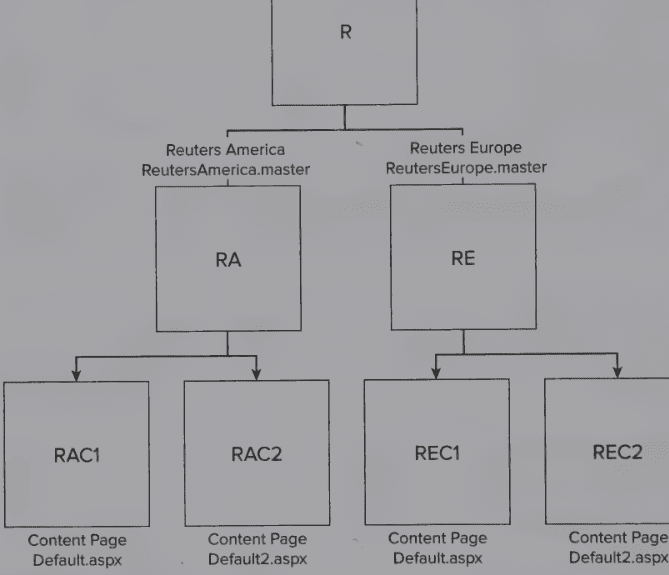 R
Reuters America
ReutersAmerica.master
Reuters Europe
ReutersEurope.master
RA
RE
RAC1
RAC2
REC1
REC2
Content Page
Default.aspx
Content Page
Default2.aspx
Content Page
Default.aspx
Content Page
Default2.aspx